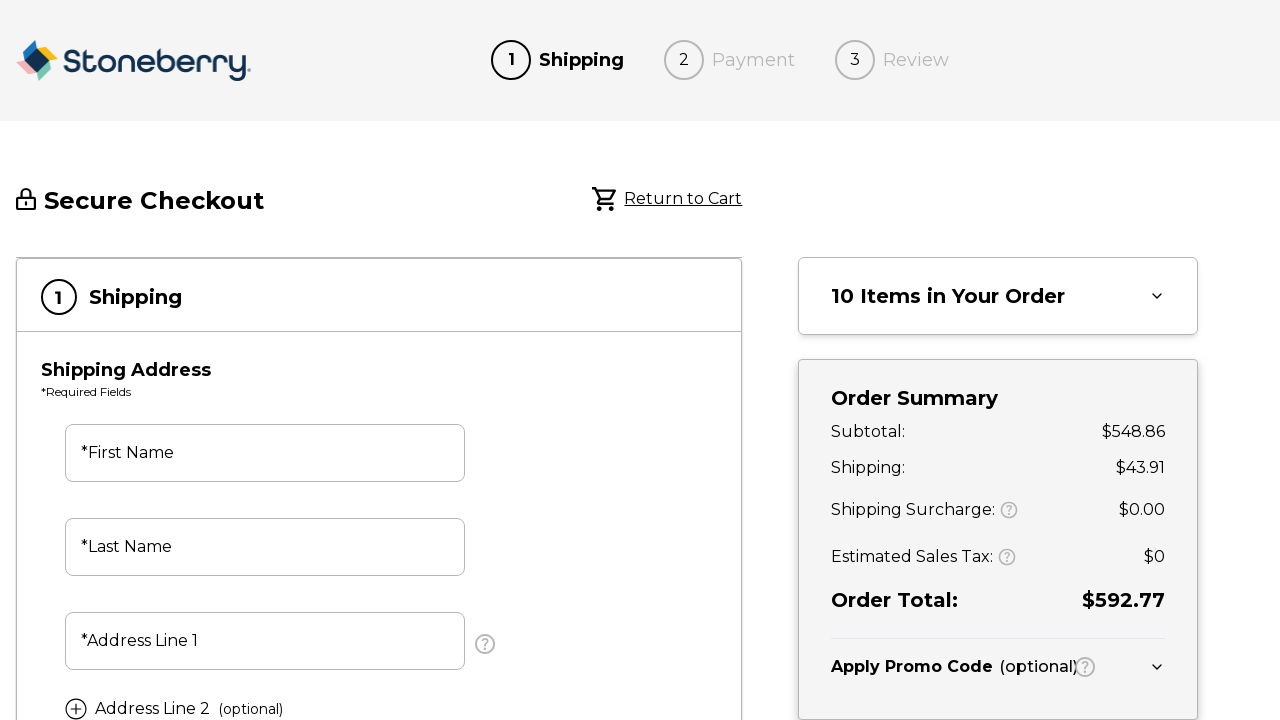 Stoneberry.
1 Shipping
2 Payment
3 Review
Secure Checkout
Return to Cart
1 Shipping
Shipping Address
*Required Fields
*First Name
*Last Name
*Address Line 1
?
Address Line 2 (optional)
10 Items in Your Order
Order Summary
Subtotal: $548.86
Shipping: $43.91
Shipping Surcharge: ? $0.00
Estimated Sales Tax: ? $0
Order Total: $592.77
Apply Promo Code (optional) ?